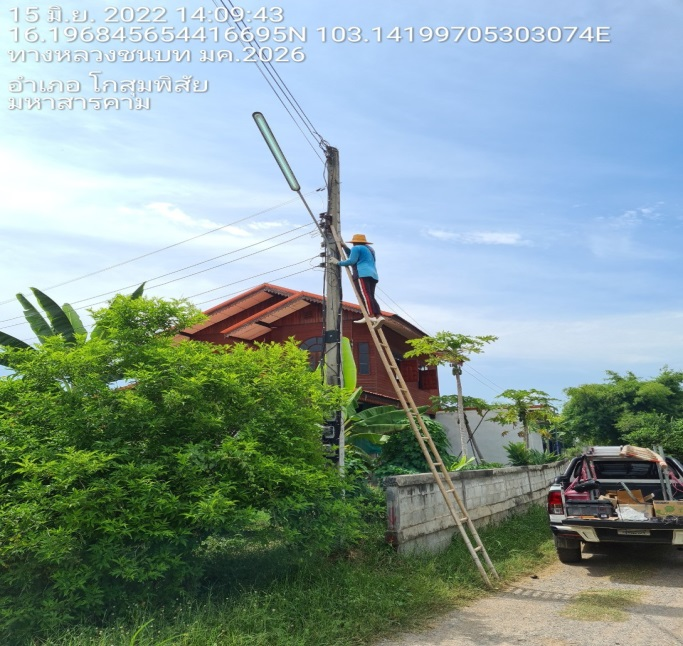 15 มิ.ย. 2022 14:09:43
16.196845654416695N 103.14199705303074E
ทางหลวงชนบท มค.2026
อำเภอ โกสุมพิสัย
มหาสารคาม